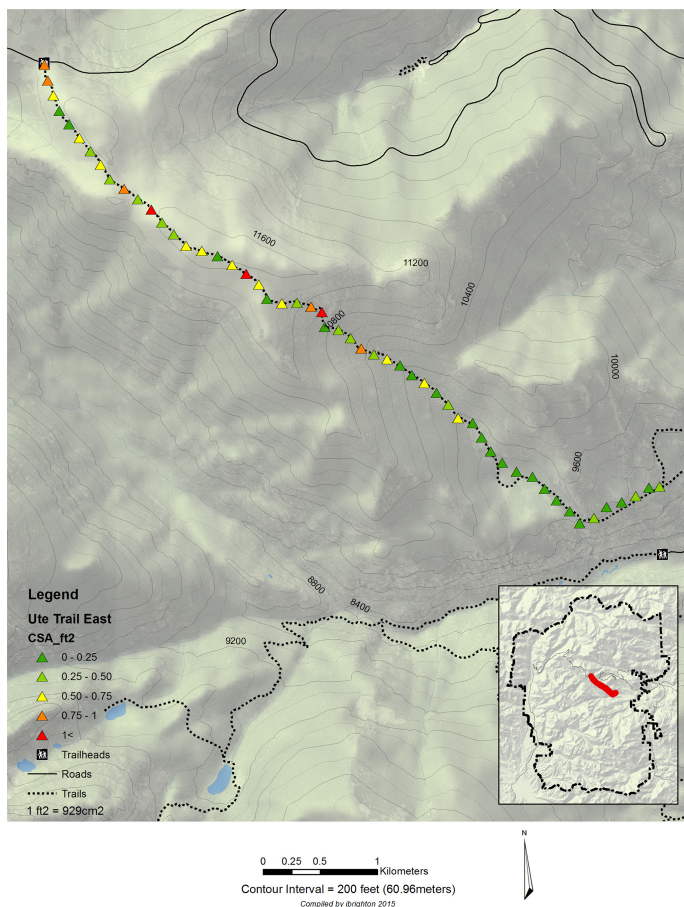 11600
11200
10400
10800
10000
9600
8800
8400
9200
Legend
Ute Trail East
CSA_ft2
0 - 0.25
0.25 - 0.50
0.50 - 0.75
0.75 - 1
1<
Trailheads
Roads
Trails
1 ft2 = 929cm2
N
0 0.25 0.5 1
Kilometers
Contour Interval = 200 feet (60.96meters)
Compiled by ibrighton 2015